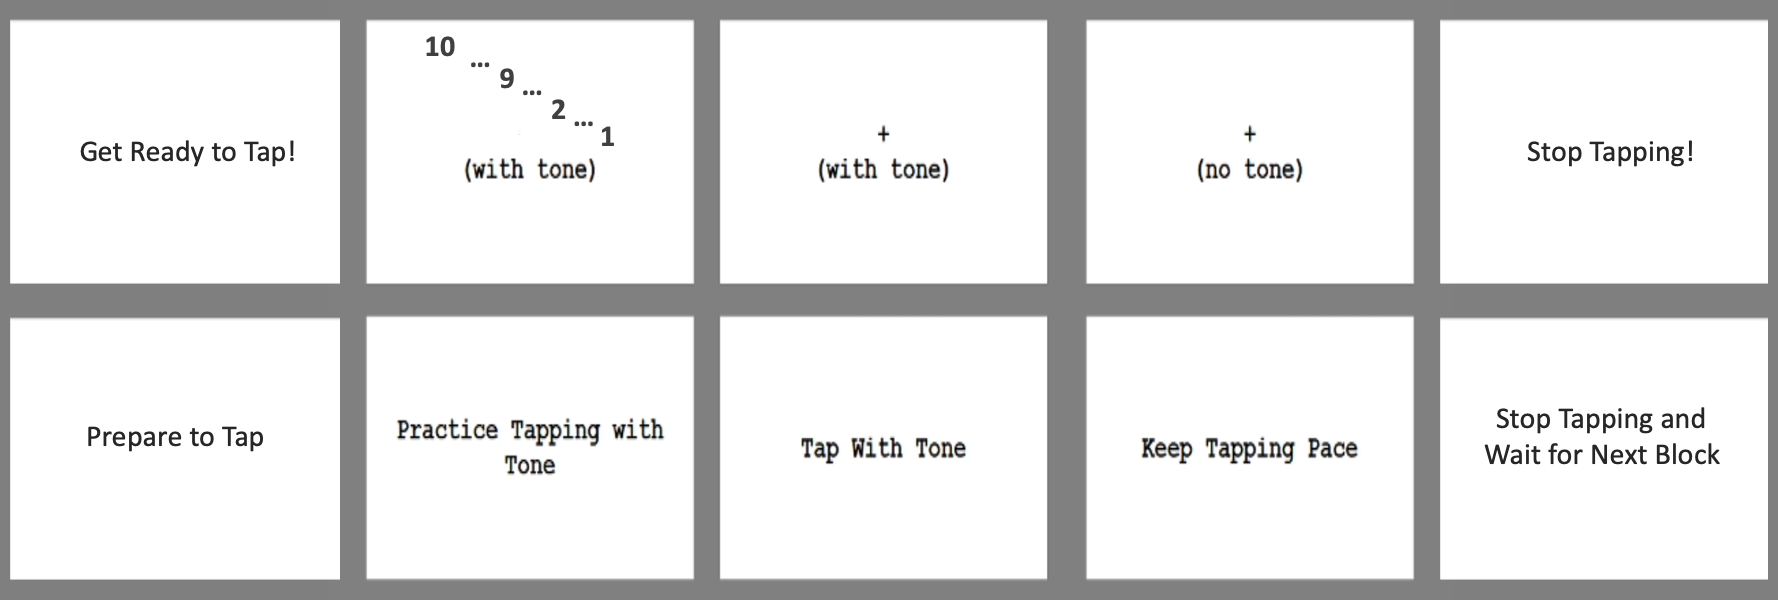 Get Ready to Tap!
10 ... 9 ... 2 ... 1
(with tone)
+
(with tone)
+
(no tone)
Stop Tapping!
Prepare to Tap
Practice Tapping with
Tone
Tap With Tone
Keep Tapping Pace
Stop Tapping and
Wait for Next Block